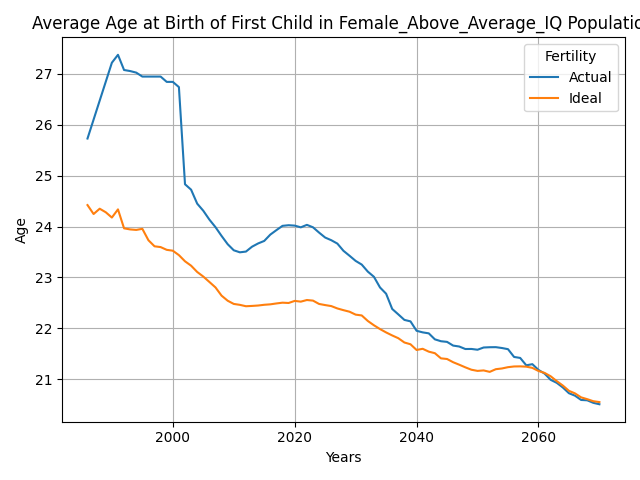 Average Age at Birth of First Child in Female_Above_Average_IQ Populatio
Fertility
Actual
Ideal
27
26
25
24
23
22
21
Age
2000
2020
2040
2060
Years